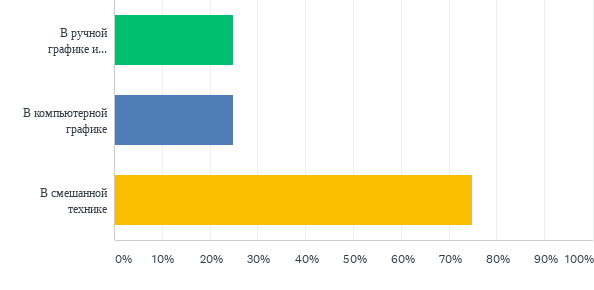 В ручной
графике и...
В компьютерной
графике
В смешанной
технике
0% 10% 20% 30% 40% 50% 60% 70% 80% 90% 100%